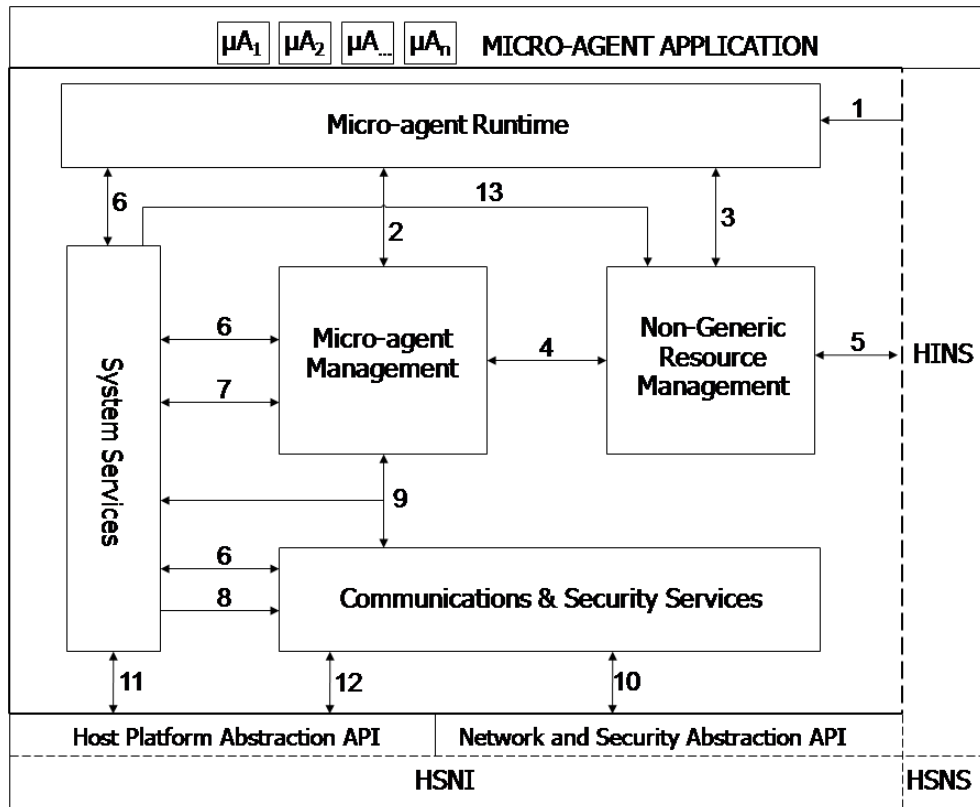 µA1 µA2 µA... µAn MICRO-AGENT APPLICATION
Micro-agent Runtime
1
6
13
2
3
System Services
6
Micro-agent
Management
4
Non-Generic
Resource
Management
5
HINS
7
9
6
8
Communications & Security Services
11
12
10
Host Platform Abstraction API
Network and Security Abstraction API
HSNI
HSNS